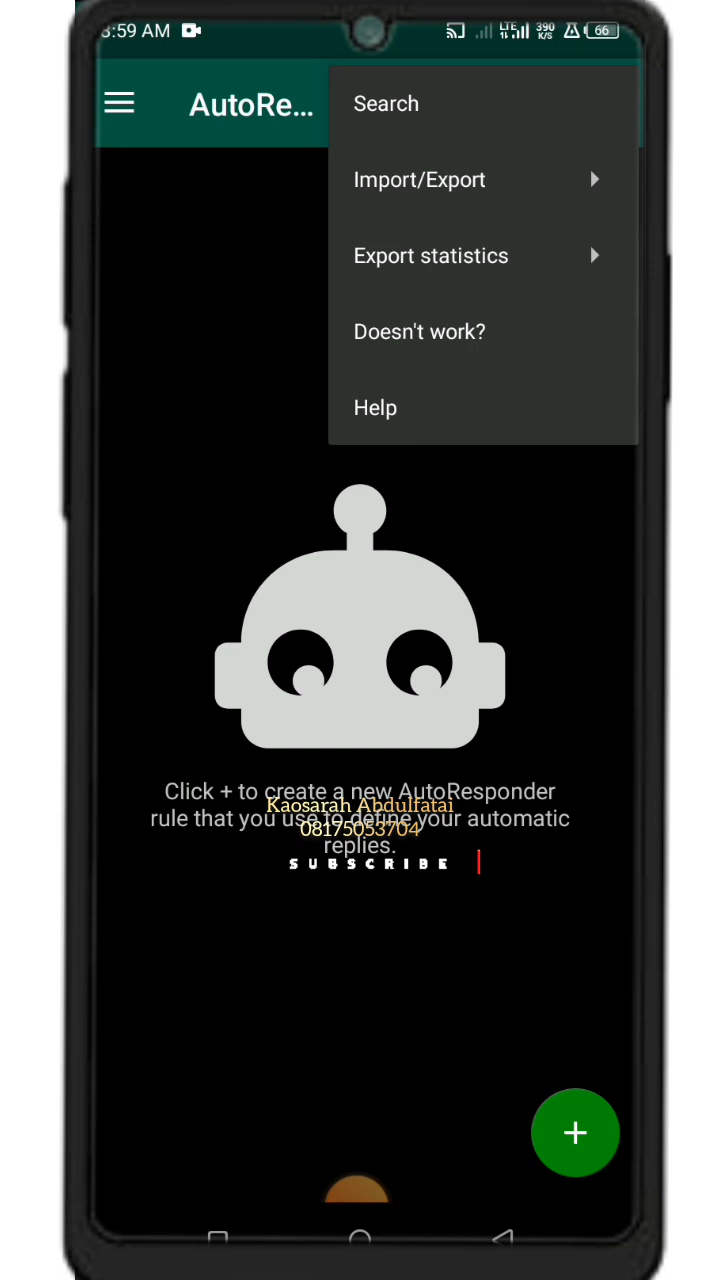 3:59 AM
LTE
390
K/S
66
AutoRe...
Search
Import/Export
Export statistics
Doesn't work?
Help
Click + to create a new AutoResponder
rule that you use to define your automatic
replies.
Kaosarah Abdulfatai
08175053704
SUBSCRIBE